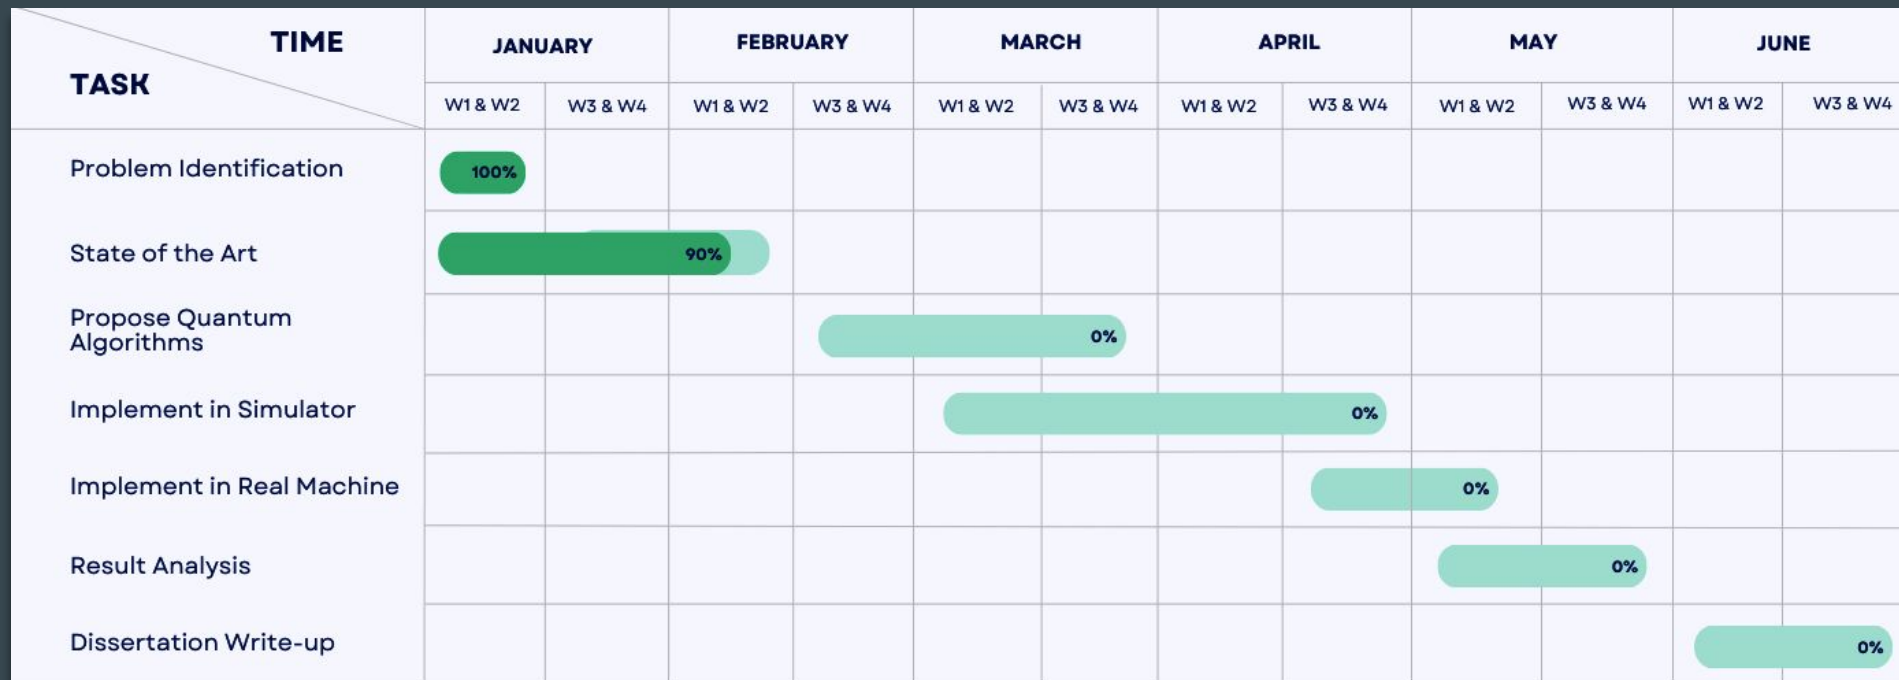 TIME
TASK
JANUARY FEBRUARY MARCH APRIL MAY JUNE
W1 & W2 W3 & W4 W1 & W2 W3 & W4 W1 & W2 W3 & W4 W1 & W2 W3 & W4 W1 & W2 W3 & W4 W1 & W2 W3 & W4
Problem Identification 100%
State of the Art 90%
Propose Quantum
Algorithms 0%
Implement in Simulator 0%
Implement in Real Machine 0%
Result Analysis 0%
Dissertation Write-up 0%